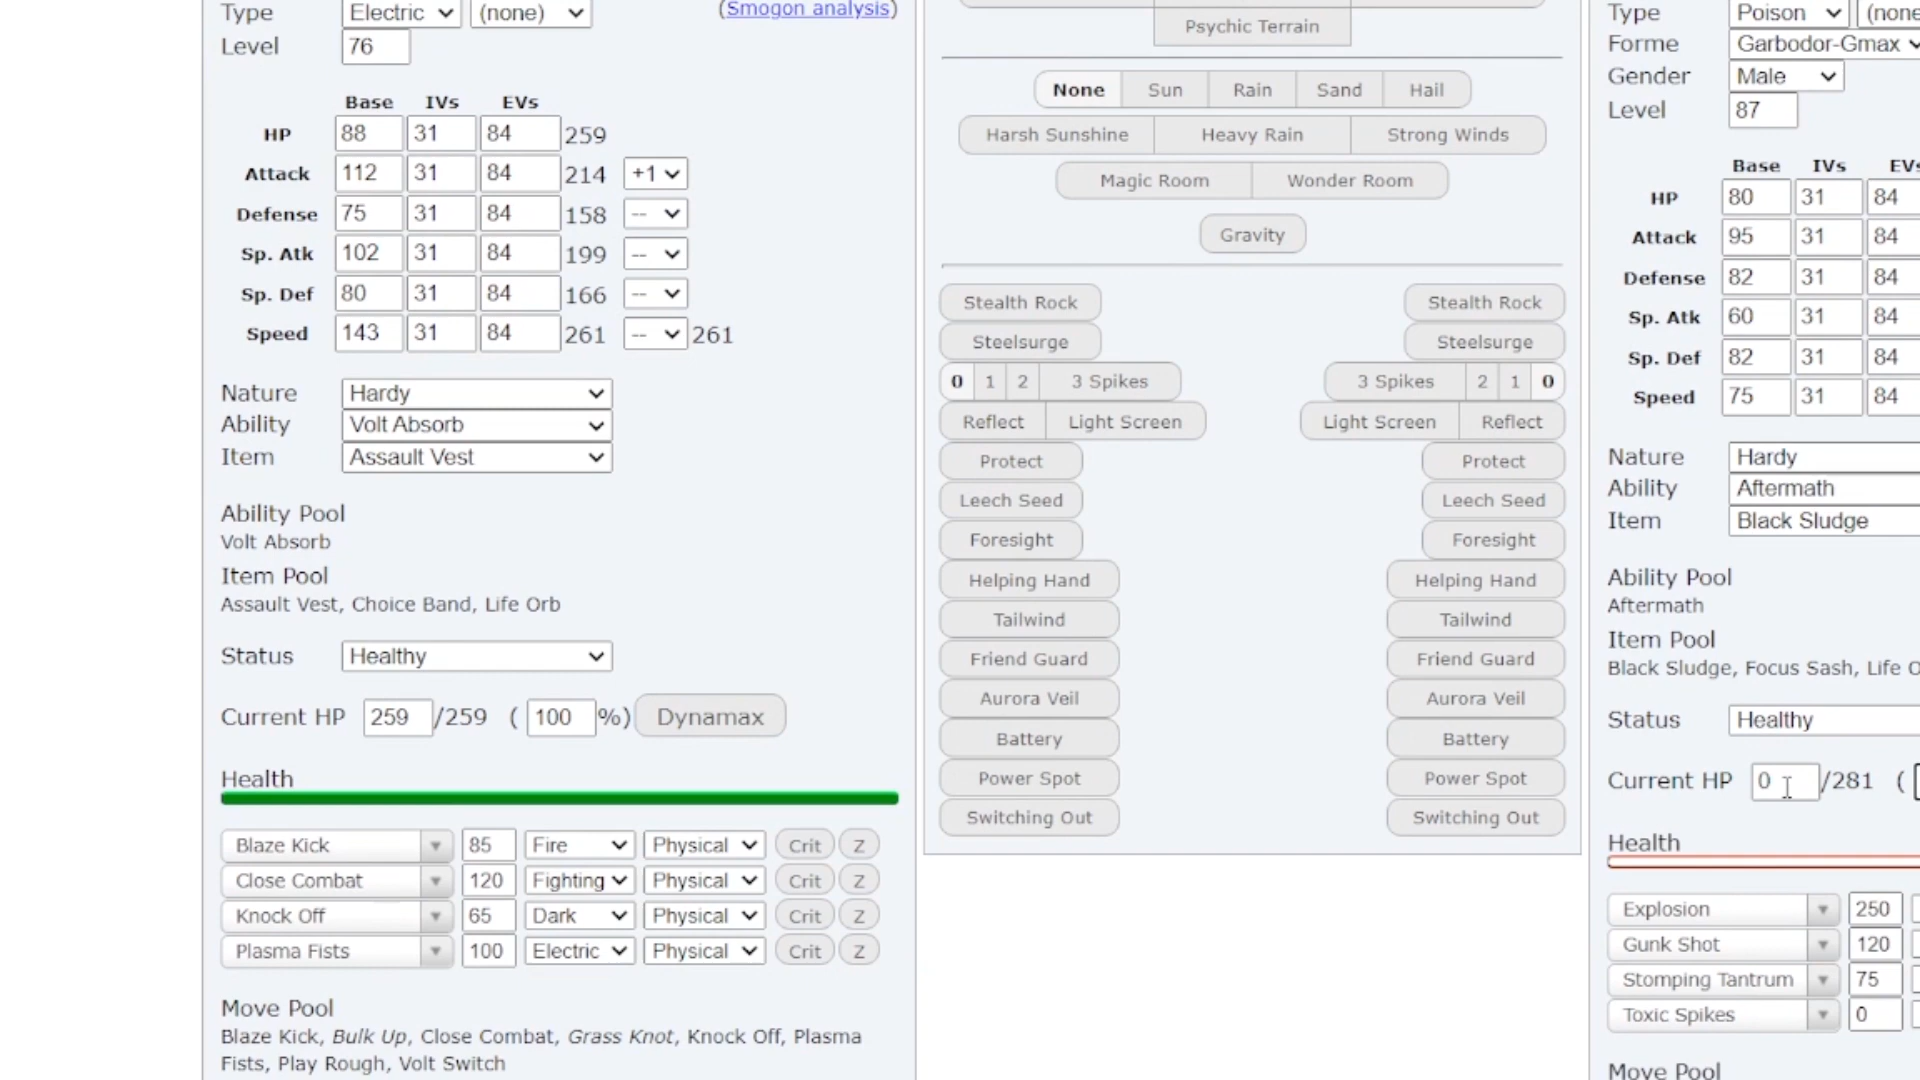 Type Electric (none) (Smogon analysis)
Level 76
Base IVs EVs
HP 88 31 84 259
Attack 112 31 84 214 +1
Defense 75 31 84 158 --
Sp. Atk 102 31 84 199 --
Sp. Def 80 31 84 166 --
Speed 143 31 84 261 -- 261
Nature Hardy
Ability Volt Absorb
Item Assault Vest
Ability Pool
Volt Absorb
Item Pool
Assault Vest, Choice Band, Life Orb
Status Healthy
Current HP 259 /259 ( 100 %) Dynamax
Health
Blaze Kick 85 Fire Physical Crit Z
Close Combat 120 Fighting Physical Crit Z
Knock Off 65 Dark Physical Crit Z
Plasma Fists 100 Electric Physical Crit Z
Move Pool
Blaze Kick, Bulk Up, Close Combat, Grass Knot, Knock Off, Plasma
Fists, Play Rough, Volt Switch
Psychic Terrain
None Sun Rain Sand Hail
Harsh Sunshine Heavy Rain Strong Winds
Magic Room Wonder Room
Gravity
Stealth Rock Stealth Rock
Steelsurge Steelsurge
0 1 2 3 Spikes 3 Spikes 2 1 0
Reflect Light Screen Light Screen Reflect
Protect Protect
Leech Seed Leech Seed
Foresight Foresight
Helping Hand Helping Hand
Tailwind Tailwind
Friend Guard Friend Guard
Aurora Veil Aurora Veil
Battery Battery
Power Spot Power Spot
Switching Out Switching Out
Type Poison (none
Forme Garbodor-Gmax
Gender Male
Level 87
Base IVs EVs
HP 80 31 84
Attack 95 31 84
Defense 82 31 84
Sp. Atk 60 31 84
Sp. Def 82 31 84
Speed 75 31 84
Nature Hardy
Ability Aftermath
Item Black Sludge
Ability Pool
Aftermath
Item Pool
Black Sludge, Focus Sash, Life O
Status Healthy
Current HP 0 /281 (
Health
Explosion 250
Gunk Shot 120
Stomping Tantrum 75
Toxic Spikes 0
Move Pool